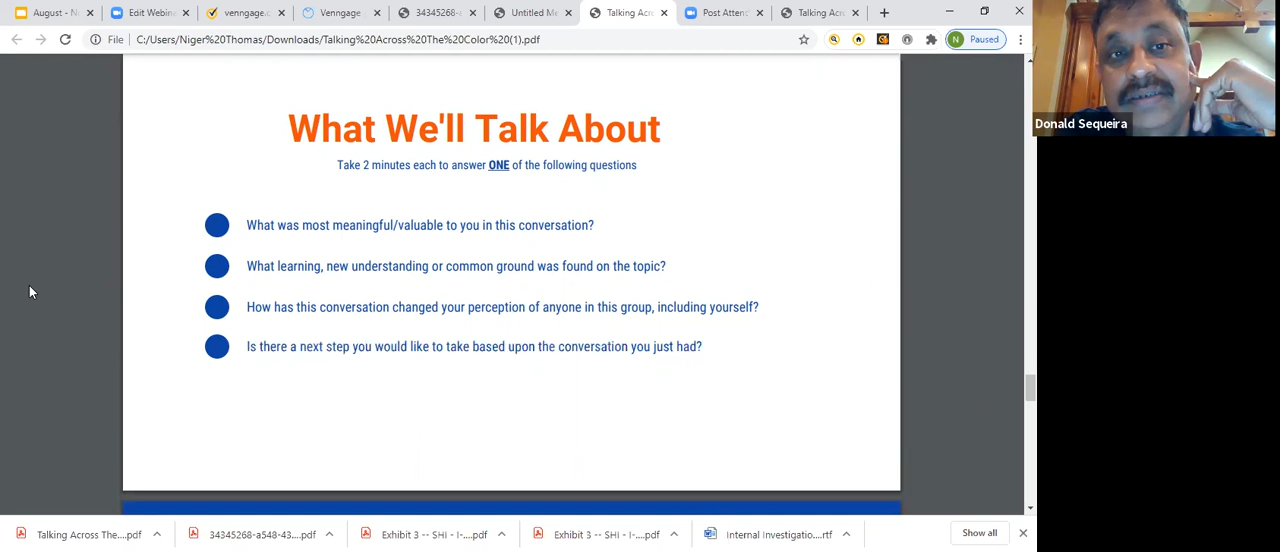 August - N
Edit Webine
venngage.c
Venngage
34345268-
Untitled Me
Talking Acr
Post Attend
Talking Acr
File
C:/Users/Niger%20Thomas/Downloads/Talking%20Across%20The%20Color%20(1).pdf
N Paused
What We'll Talk About
Take 2 minutes each to answer ONE of the following questions
What was most meaningful/valuable to you in this conversation?
What learning, new understanding or common ground was found on the topic?
How has this conversation changed your perception of anyone in this group, including yourself?
Is there a next step you would like to take based upon the conversation you just had?
Donald Sequeira
Talking Across The....pdf
34345268-a548-43....pdf
Exhibit 3 -- SHI - I-....pdf
Exhibit 3 -- SHI - I-....pdf
Internal Investigatio....rtf
Show all